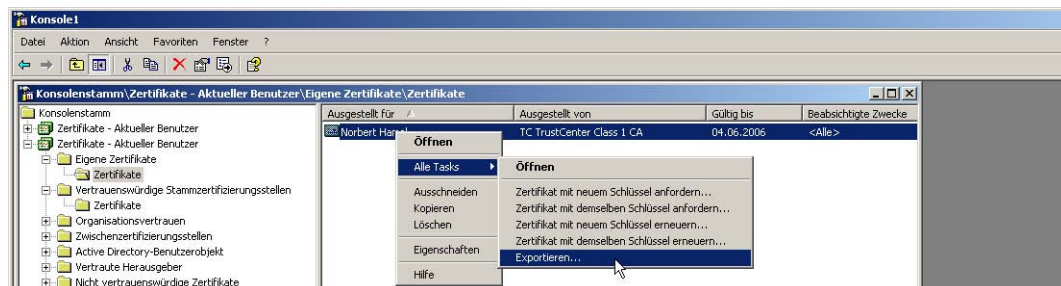 Konsole1
Datei Aktion Ansicht Favoriten Fenster ?
Konsolenstamm\Zertifikate - Aktueller Benutzer\Eigene Zertifikate\Zertifikate
Konsolenstamm
Zertifikate - Aktueller Benutzer
Zertifikate - Aktueller Benutzer
Eigene Zertifikate
Zertifikate
Vertrauenswürdige Stammzertifizierungsstellen
Zertifikate
Organisationsvertrauen
Zwischenzertifizierungsstellen
Active Directory-Benutzerobjekt
Vertraute Herausgeber
Nicht vertrauenswürdige Zertifikate
Ausgestellt für Ausgestellt von Gültig bis Beabsichtigte Zwecke
Norbert TC TrustCenter Class 1 CA 04.06.2006 <Alle>
Öffnen
Alle Tasks
Ausschneiden
Kopieren
Löschen
Eigenschaften
Hilfe
Öffnen
Zertifikat mit neuem Schlüssel anfordern...
Zertifikat mit demselben Schlüssel anfordern...
Zertifikat mit neuem Schlüssel erneuern...
Zertifikat mit demselben Schlüssel erneuern...
Exportieren...